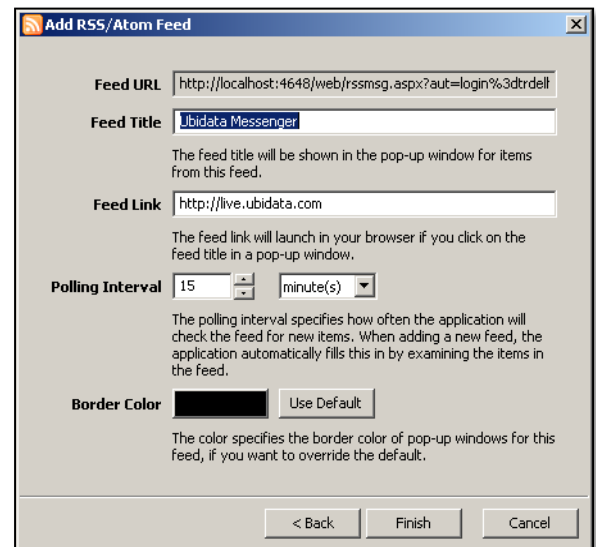 Add RSS/Atom Feed
Feed URL http://localhost:4648/web/rssmsg.aspx?aut=login%3dtrdelt
Feed Title Ubidata Messenger
The feed title will be shown in the pop-up window for items
from this feed.
Feed Link http://live.ubidata.com
The feed link will launch in your browser if you click on the
feed title in a pop-up window.
Polling Interval 15 minute(s)
The polling interval specifies how often the application will
check the feed for new items. When adding a new feed, the
application automatically fills this in by examining the items in
the feed.
Border Color Use Default
The color specifies the border color of pop-up windows for this
feed, if you want to override the default.
< Back Finish Cancel